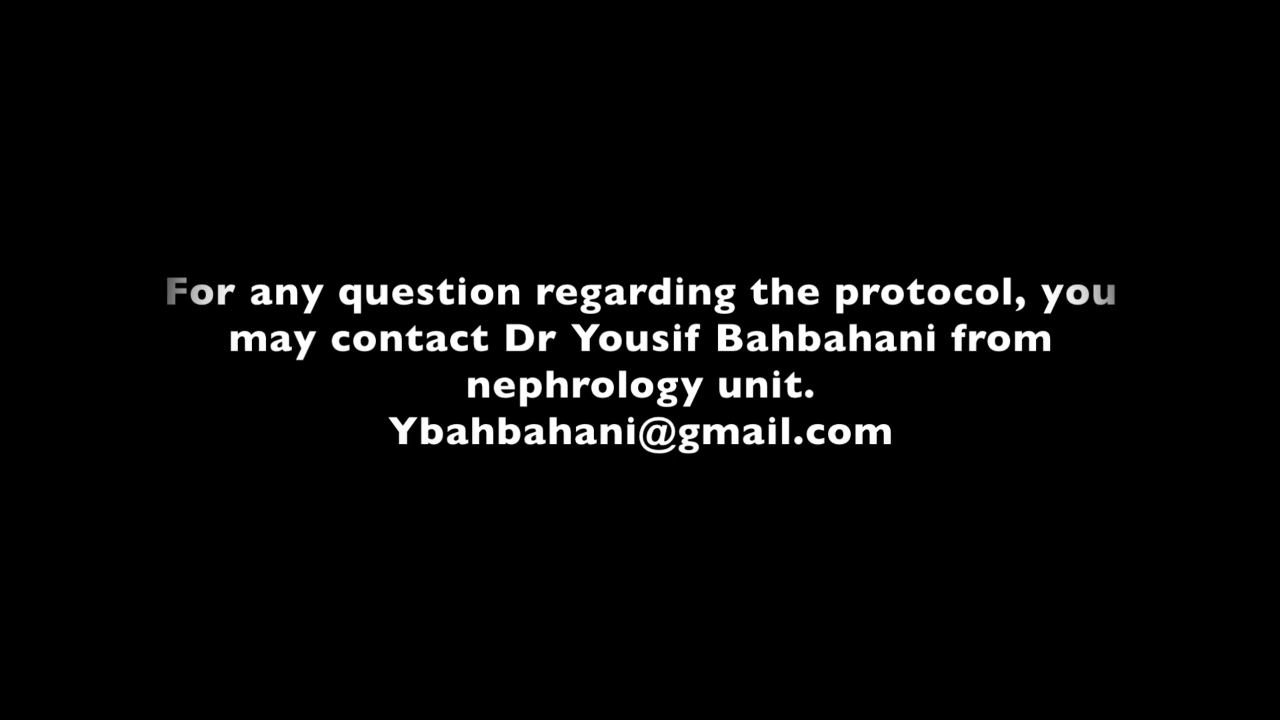 For any question regarding the protocol, you
may contact Dr Yousif Bahbahani from
nephrology unit.
Ybahbahani@gmail.com